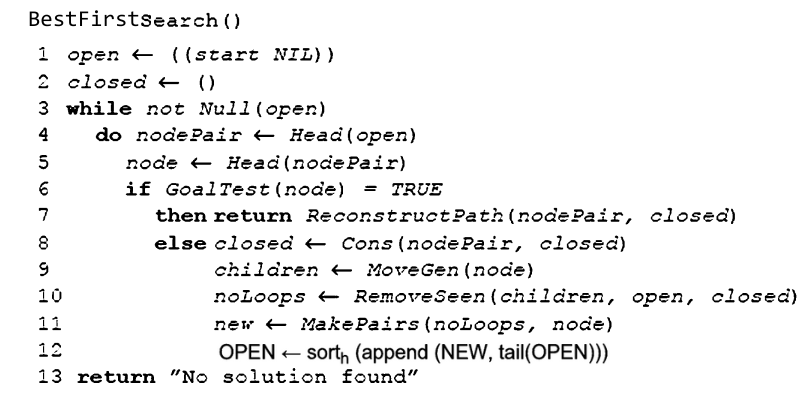 BestFirstSearch()
1 open ← ((start NIL))
2 closed ← ()
3 while not Null(open)
4 do nodePair ← Head(open)
5 node ← Head(nodePair)
6 if GoalTest(node) = TRUE
7 then return ReconstructPath(nodePair, closed)
8 else closed ← Cons(nodePair, closed)
9 children ← MoveGen(node)
10 noLoops ← RemoveSeen(children, open, closed)
11 new ← MakePairs(noLoops, node)
12 OPEN ← sortₕ (append (NEW, tail(OPEN)))
13 return "No solution found"